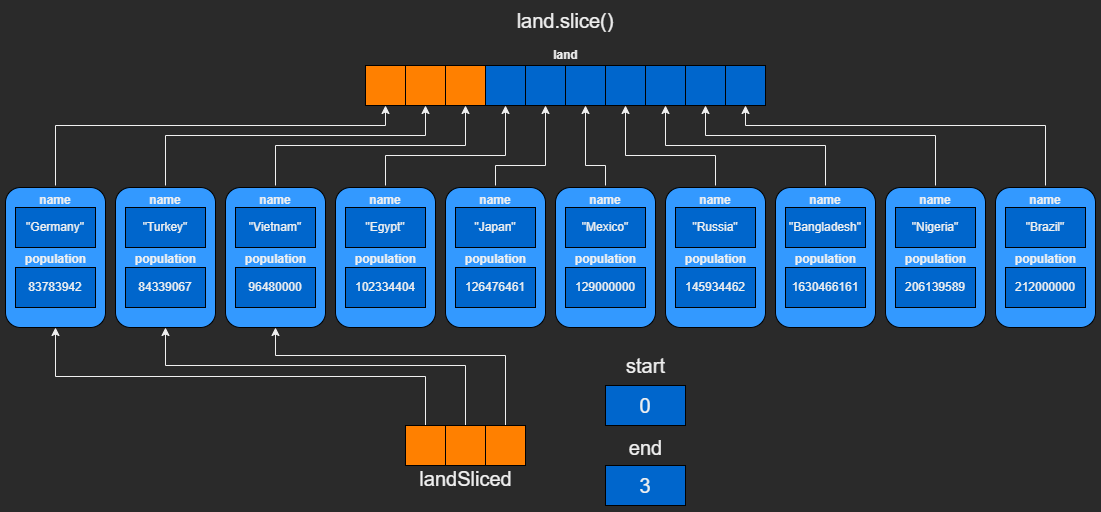 land.slice()
land
name name name name name name name name name name
"Germany" "Turkey" "Vietnam" "Egypt" "Japan" "Mexico" "Russia" "Bangladesh" "Nigeria" "Brazil"
population population population population population population population population population population
83783942 84339067 96480000 102334404 126476461 129000000 145934462 1630466161 206139589 212000000
start
0
end
landSliced
3